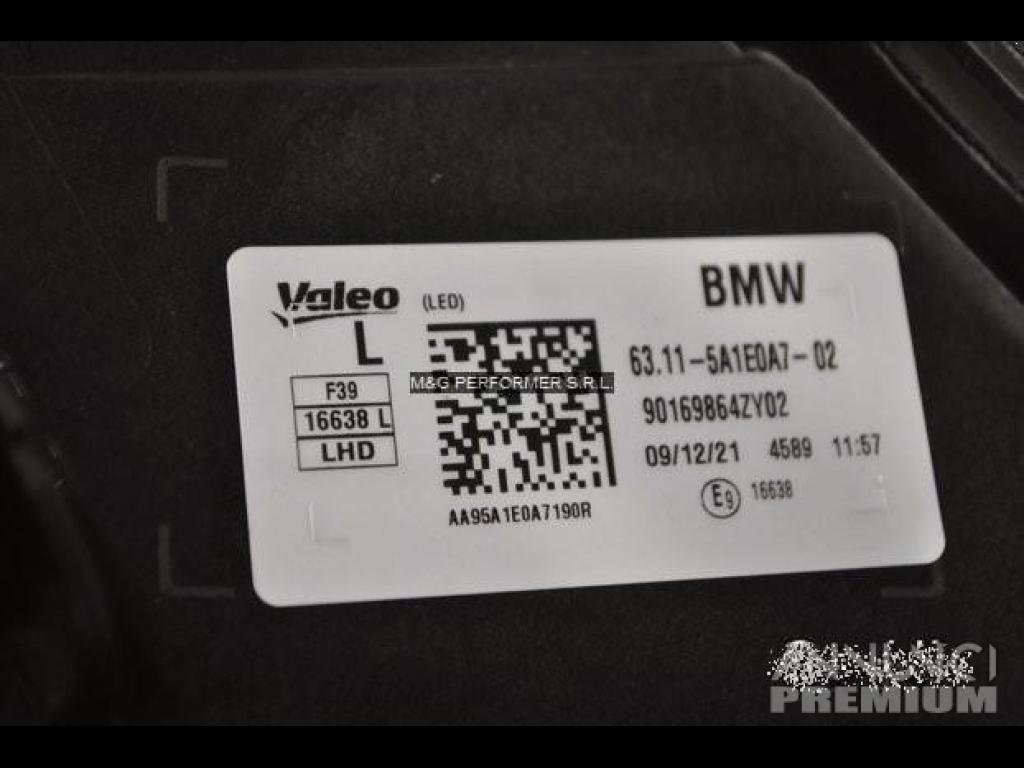 Valeo (LED)
BMW
L
F39
16638 L
LHD
M&G PERFORMER S.R.L.
63.11-5A1E0A7-02
90169864ZY02
09/12/21 4589 11:57
E9 16638
AA95A1E0A7190R
ANNUNCI
PREMIUM